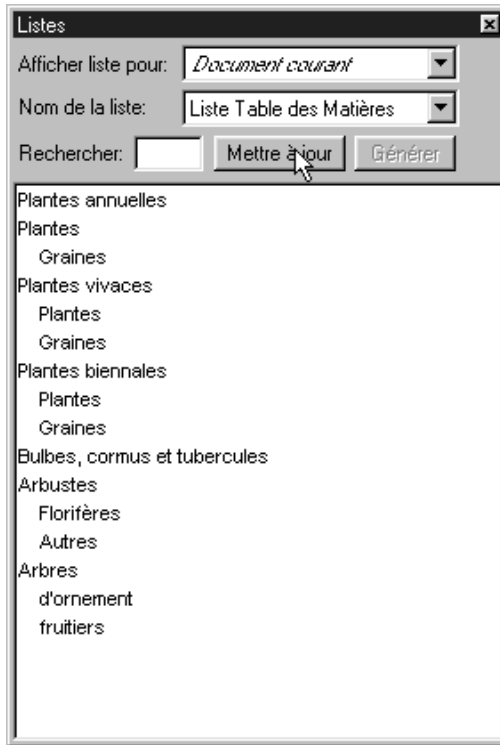 Listes
Afficher liste pour: Document courant
Nom de la liste: Liste Table des Matières
Rechercher: Mettre à jour Générer
Plantes annuelles
Plantes
Graines
Plantes vivaces
Plantes
Graines
Plantes biennales
Plantes
Graines
Bulbes, cormus et tubercules
Arbustes
Florifères
Autres
Arbres
d'ornement
fruitiers